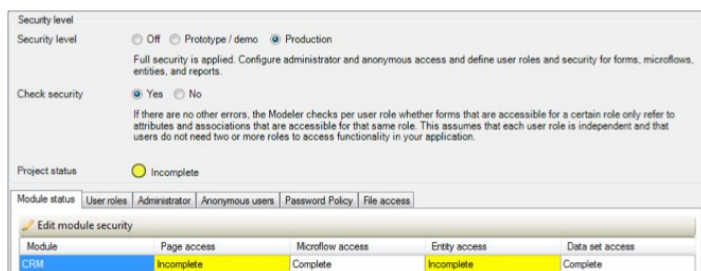 Security level
Security level Off Prototype / demo Production
Full security is applied. Configure administrator and anonymous access and define user roles and security for forms, microflows,
entities, and reports.
Check security Yes No
If there are no other errors, the Modeler checks per user role whether forms that are accessible for a certain role only refer to
attributes and associations that are accessible for that same role. This assumes that each user role is independent and that
users do not need two or more roles to access functionality in your application.
Project status Incomplete
Module status User roles Administrator Anonymous users Password Policy File access
Edit module security
Module Page access Microflow access Entity access Data set access
CRM Incomplete Complete Incomplete Complete